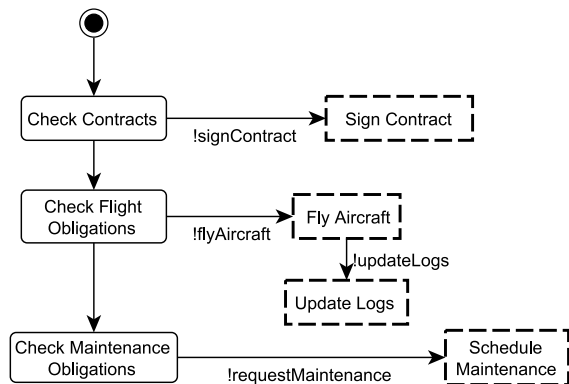 Check Contracts
!signContract
Sign Contract
Check Flight
Obligations
!flyAircraft
Fly Aircraft
!updateLogs
Update Logs
Check Maintenance
Obligations
!requestMaintenance
Schedule
Maintenance